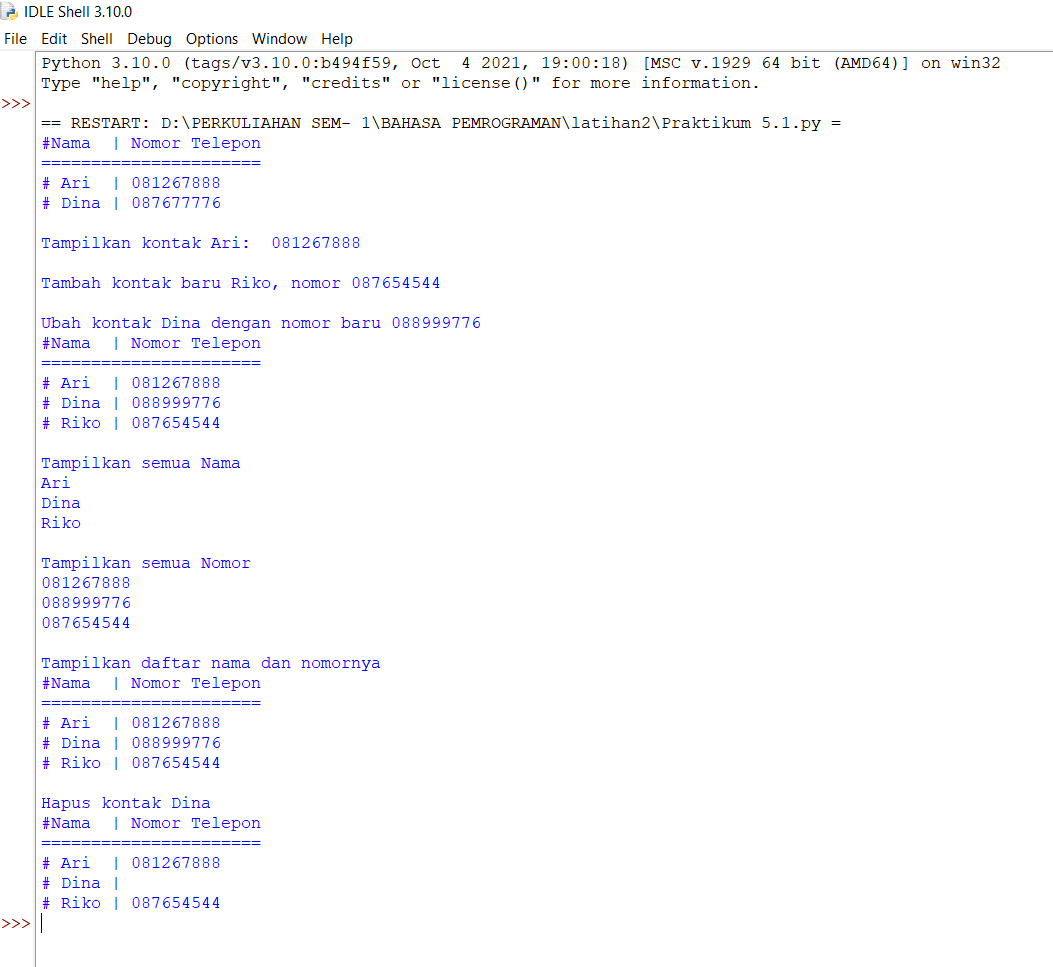 IDLE Shell 3.10.0
File Edit Shell Debug Options Window Help
Python 3.10.0 (tags/v3.10.0:b494f59, Oct  4 2021, 19:00:18) [MSC v.1929 64 bit (AMD64)] on win32
Type "help", "copyright", "credits" or "license()" for more information.
>>>
== RESTART: D:\PERKULIAHAN SEM- 1\BAHASA PEMROGRAMAN\latihan2\Praktikum 5.1.py =
#Nama  | Nomor Telepon
======================
# Ari  | 081267888
# Dina | 087677776
Tampilkan kontak Ari:  081267888
Tambah kontak baru Riko, nomor 087654544
Ubah kontak Dina dengan nomor baru 088999776
#Nama  | Nomor Telepon
======================
# Ari  | 081267888
# Dina | 088999776
# Riko | 087654544
Tampilkan semua Nama
Ari
Dina
Riko
Tampilkan semua Nomor
081267888
088999776
087654544
Tampilkan daftar nama dan nomornya
#Nama  | Nomor Telepon
======================
# Ari  | 081267888
# Dina | 088999776
# Riko | 087654544
Hapus kontak Dina
#Nama  | Nomor Telepon
======================
# Ari  | 081267888
# Dina |
# Riko | 087654544
>>>